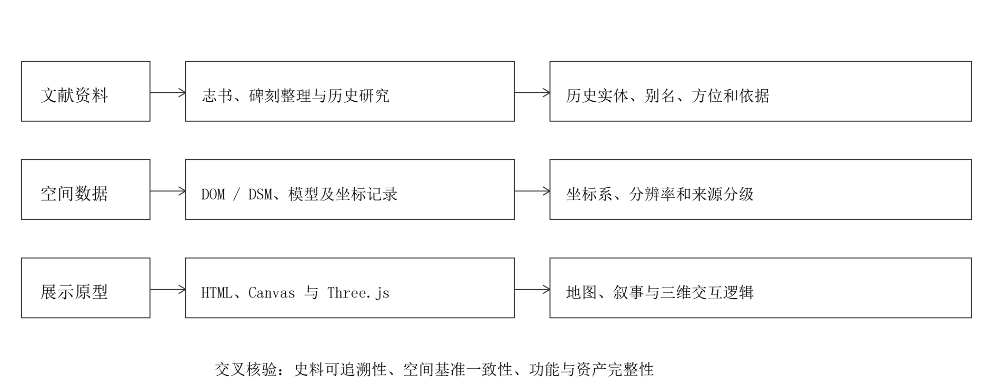 文献资料
志书、碑刻整理与历史研究
历史实体、别名、方位和依据
空间数据
DOM / DSM、模型及坐标记录
坐标系、分辨率和来源分级
展示原型
HTML、Canvas 与 Three.js
地图、叙事与三维交互逻辑
交叉核验：史料可追溯性、空间基准一致性、功能与资产完整性